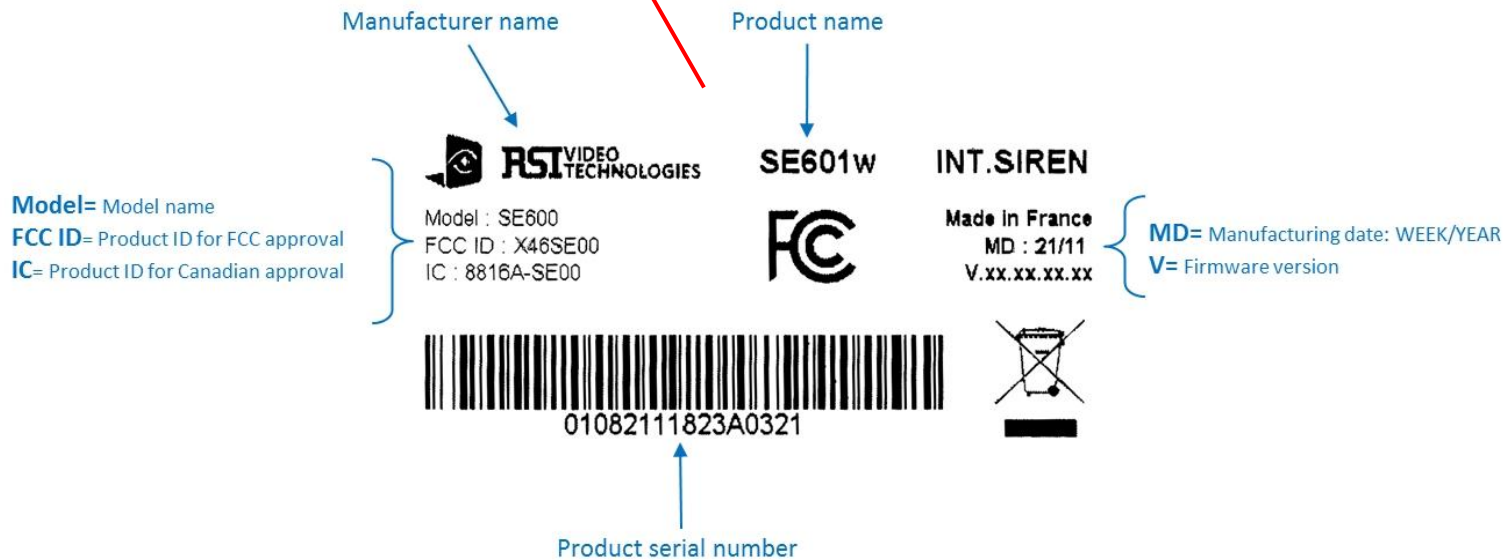 Manufacturer name
Product name
RSI VIDEO TECHNOLOGIES
SE601w
INT.SIREN
Model= Model name
FCC ID= Product ID for FCC approval
IC= Product ID for Canadian approval
Model : SE600
FCC ID : X46SE00
IC : 8816A-SE00
FC
Made in France
MD : 21/11
V.xx.xx.xx.xx
MD= Manufacturing date: WEEK/YEAR
V= Firmware version
01082111823A0321
Product serial number